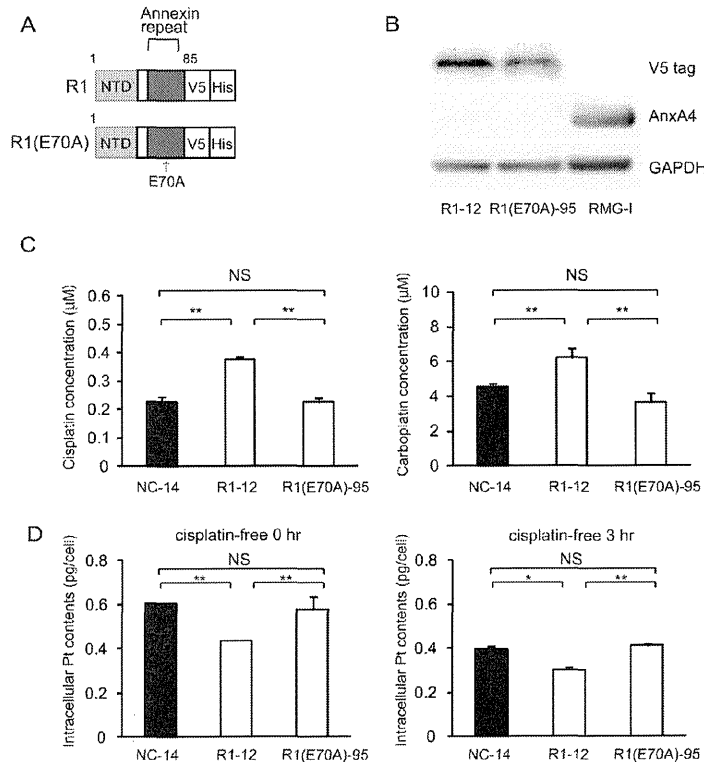 A
Annexin
repeat
1
85
R1
NTD
V5
His
1
R1(E70A)
NTD
V5
His
E70A
B
V5 tag
AnxA4
GAPDH
R1-12 R1(E70A)-95 RMG-I
C
NS
**
**
Cisplatin concentration (µM)
0.6
0.5
0.4
0.3
0.2
0.1
0
NC-14 R1-12 R1(E70A)-95
NS
**
**
Carboplatin concentration (µM)
10
8
6
4
2
0
NC-14 R1-12 R1(E70A)-95
D
cisplatin-free 0 hr
NS
**
**
Intracellular Pt contents (pg/cell)
0.8
0.6
0.4
0.2
0
NC-14 R1-12 R1(E70A)-95
cisplatin-free 3 hr
NS
*
**
Intracellular Pt contents (pg/cell)
0.8
0.6
0.4
0.2
0
NC-14 R1-12 R1(E70A)-95